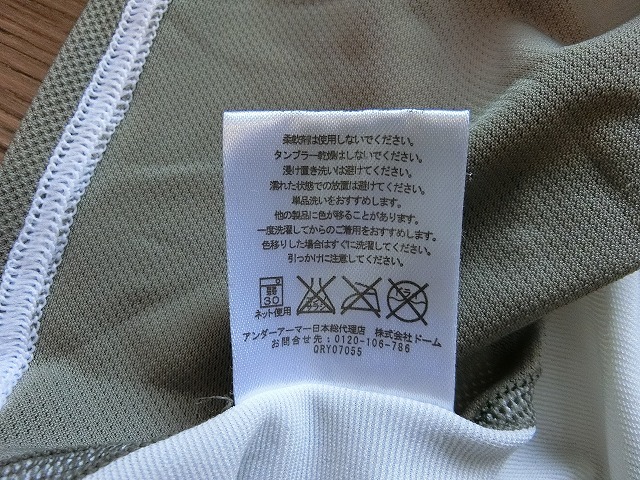 柔軟剤は使用しないでください。
タンブラー乾燥はしないでください。
浸け置き洗いは避けてください。
濡れた状態での放置は避けてください。
単品洗いをおすすめします。
他の製品に色が移ることがあります。
一度洗濯してからのご着用をおすすめします。
色移りした場合はすぐに洗濯してください。
引っかけに注意してください。
30
ネット使用
アンダーアーマー日本総代理店 株式会社ドーム
お問合せ先:0120-106-786
QRY07055